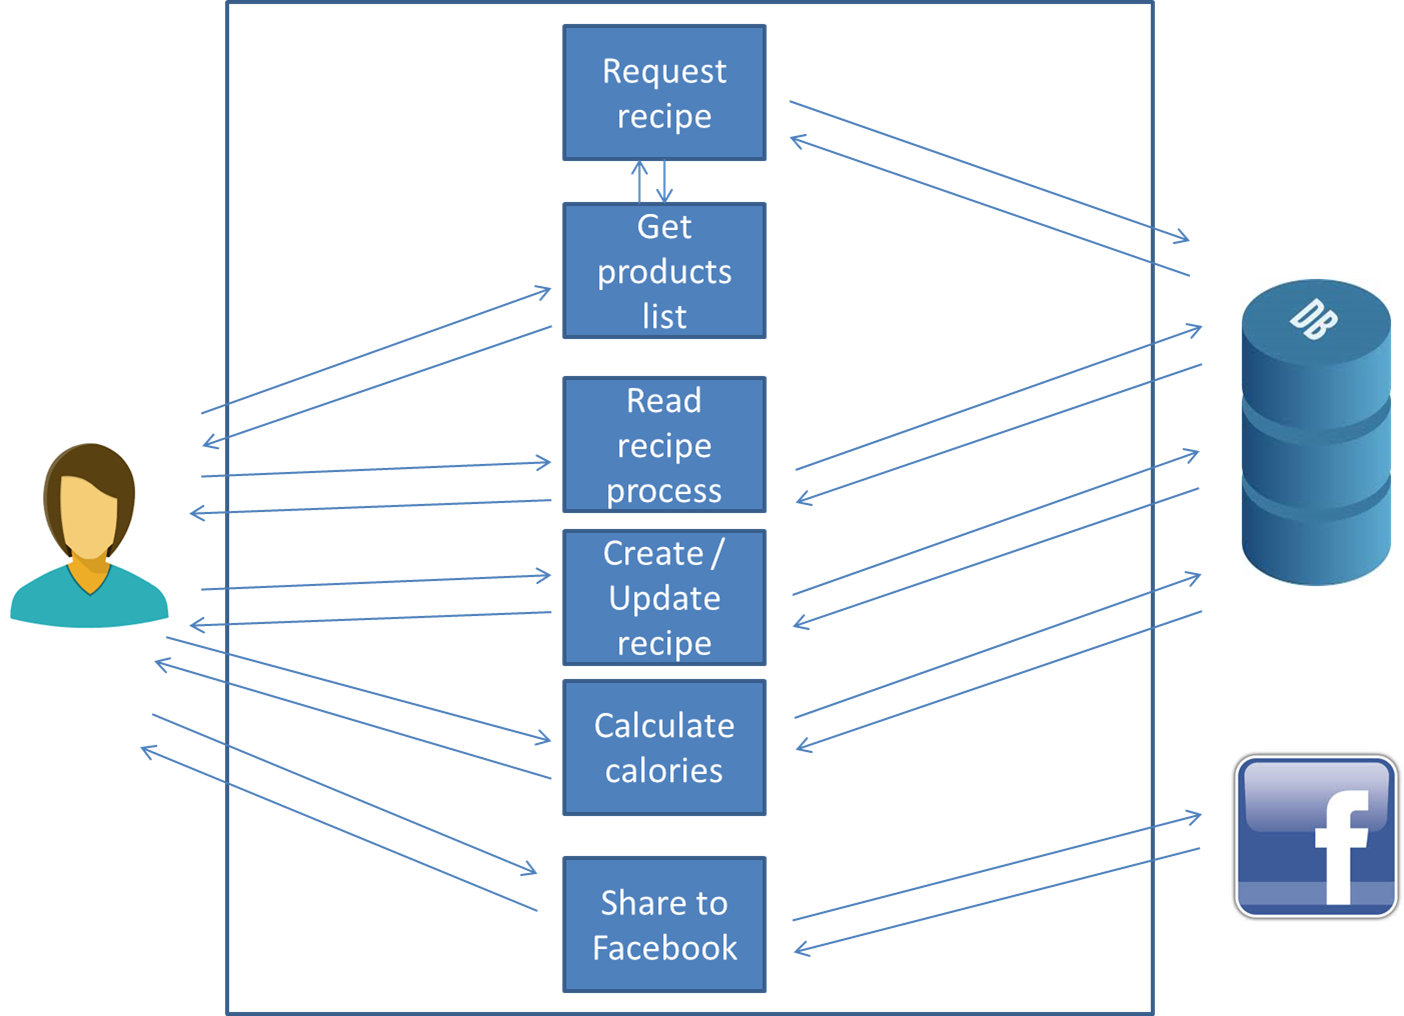 Request
recipe
Get
products
list
DB
Read
recipe
process
Create /
Update
recipe
Calculate
calories
f
Share to
Facebook